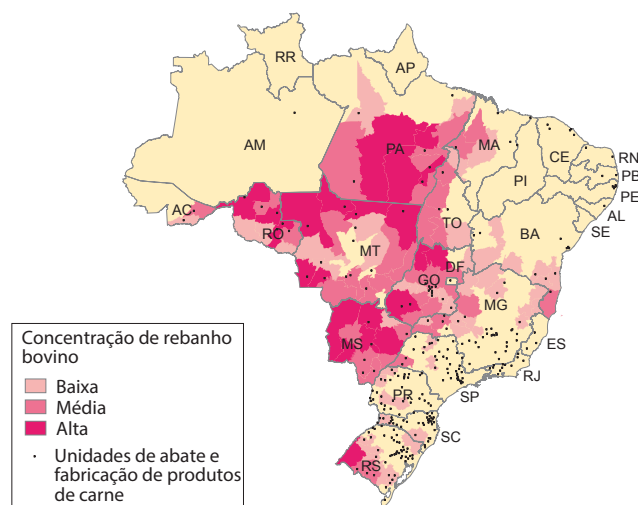 RR
AP
AM
PA
MA
CE
RN
PB
PE
AL
SE
PI
AC
RO
TO
BA
MT
DF
GO
MG
ES
MS
RJ
SP
PR
SC
RS
Concentração de rebanho
bovino
Baixa
Média
Alta
Unidades de abate e
fabricação de produtos
de carne